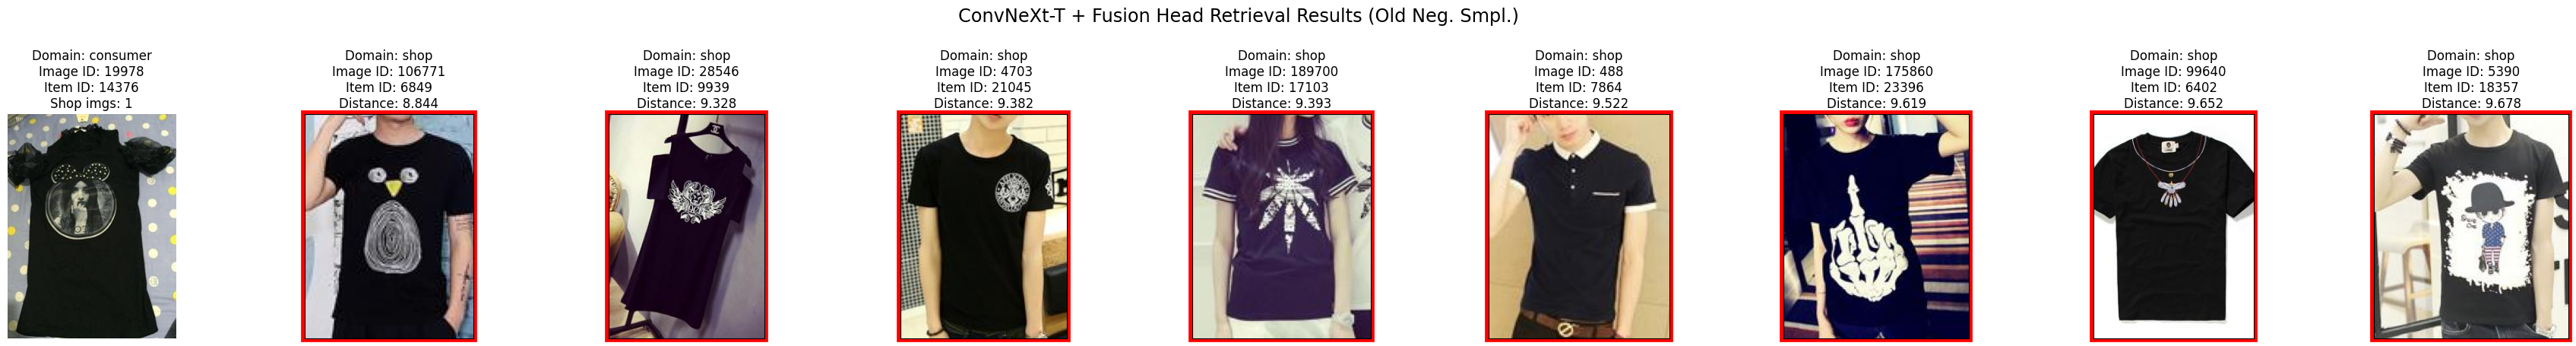 ConvNeXt-T + Fusion Head Retrieval Results (Old Neg. Smpl.)
Domain: consumer
Image ID: 19978
Item ID: 14376
Shop imgs: 1
Domain: shop
Image ID: 106771
Item ID: 6849
Distance: 8.844
Domain: shop
Image ID: 28546
Item ID: 9939
Distance: 9.328
Domain: shop
Image ID: 4703
Item ID: 21045
Distance: 9.382
Domain: shop
Image ID: 189700
Item ID: 17103
Distance: 9.393
Domain: shop
Image ID: 488
Item ID: 7864
Distance: 9.522
Domain: shop
Image ID: 175860
Item ID: 23396
Distance: 9.619
Domain: shop
Image ID: 99640
Item ID: 6402
Distance: 9.652
Domain: shop
Image ID: 5390
Item ID: 18357
Distance: 9.678